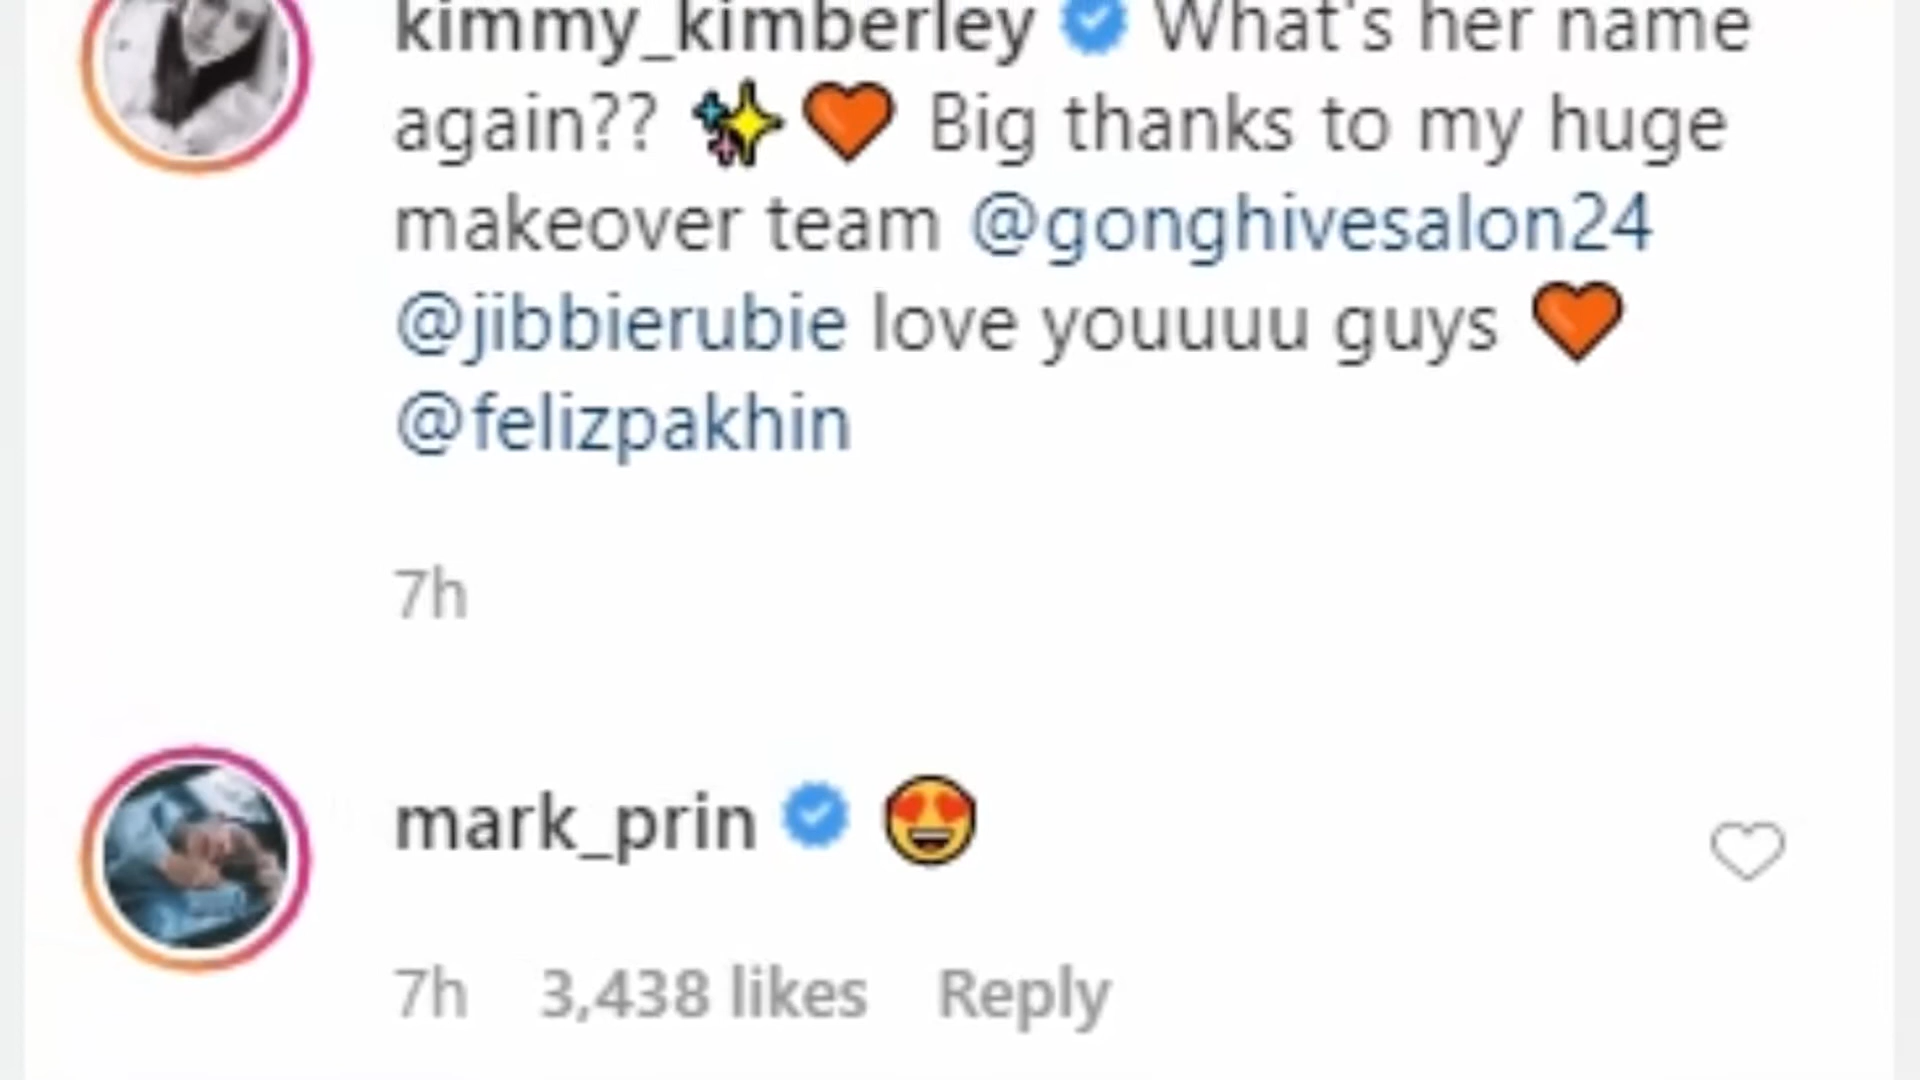 kimmy_kimberley What's her name
again?? ✨🧡 Big thanks to my huge
makeover team @gonghivesalon24
@jibbierubie love youuuu guys 🧡
@felizpakhin
7h
mark_prin 😍
7h 3,438 likes Reply